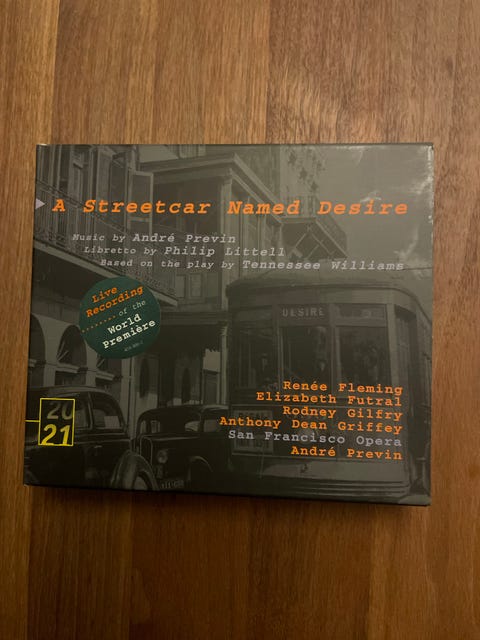 A Streetcar Named Desire
Music by André Previn
Libretto by Philip Littell
Based on the play by Tennessee Williams
Live
Recording
........ of the
World
Première
DESIRE
Renée Fleming
Elizabeth Futral
Rodney Gilfry
Anthony Dean Griffey
San Francisco Opera
André Previn
20
21